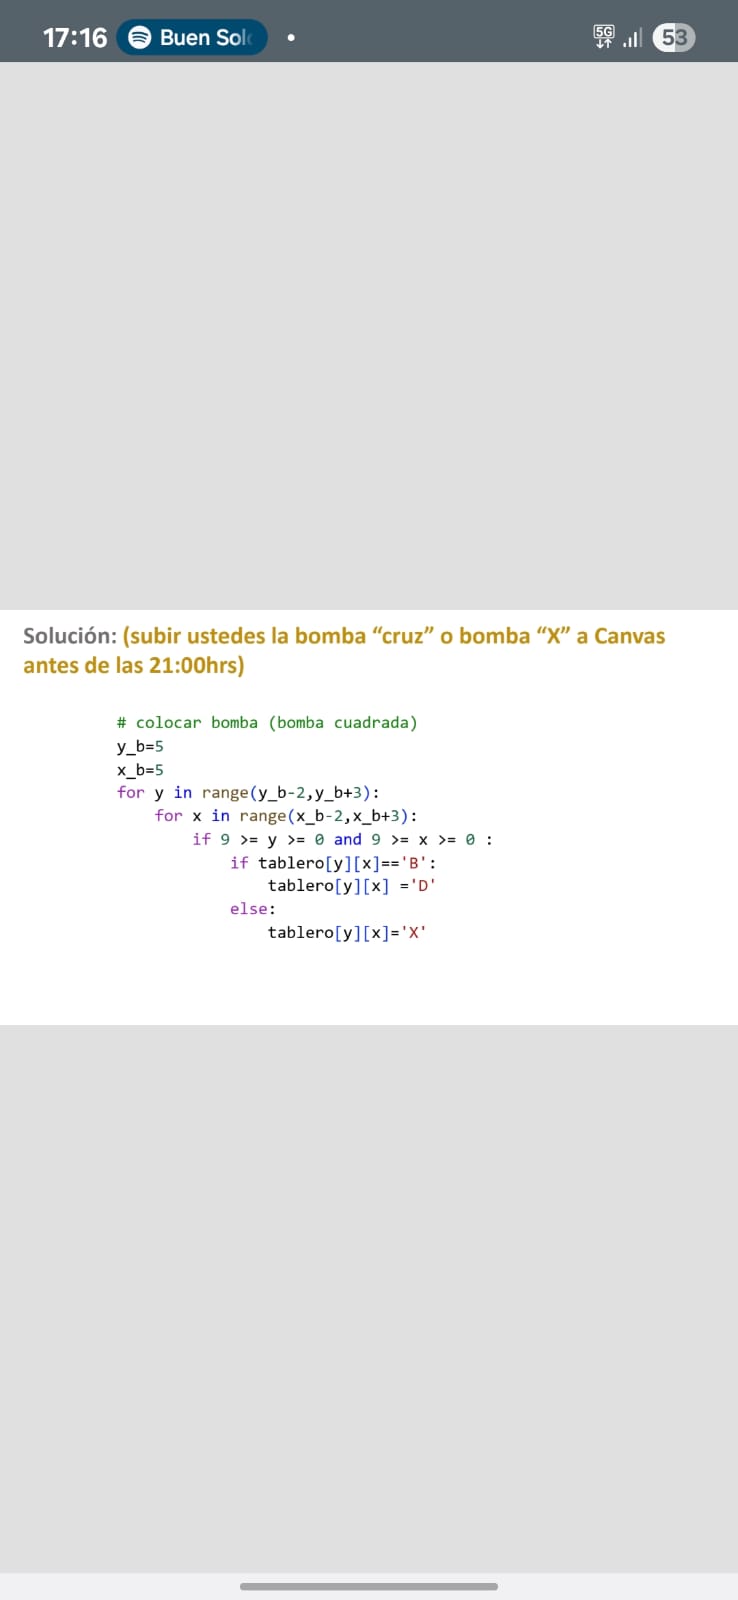 17:16 Buen Sol 5G 53
Solución: (subir ustedes la bomba “cruz” o bomba “X” a Canvas
antes de las 21:00hrs)
# colocar bomba (bomba cuadrada)
y_b=5
x_b=5
for y in range(y_b-2,y_b+3):
    for x in range(x_b-2,x_b+3):
        if 9 >= y >= 0 and 9 >= x >= 0 :
            if tablero[y][x]=='B':
                tablero[y][x] ='D'
            else:
                tablero[y][x]='X'